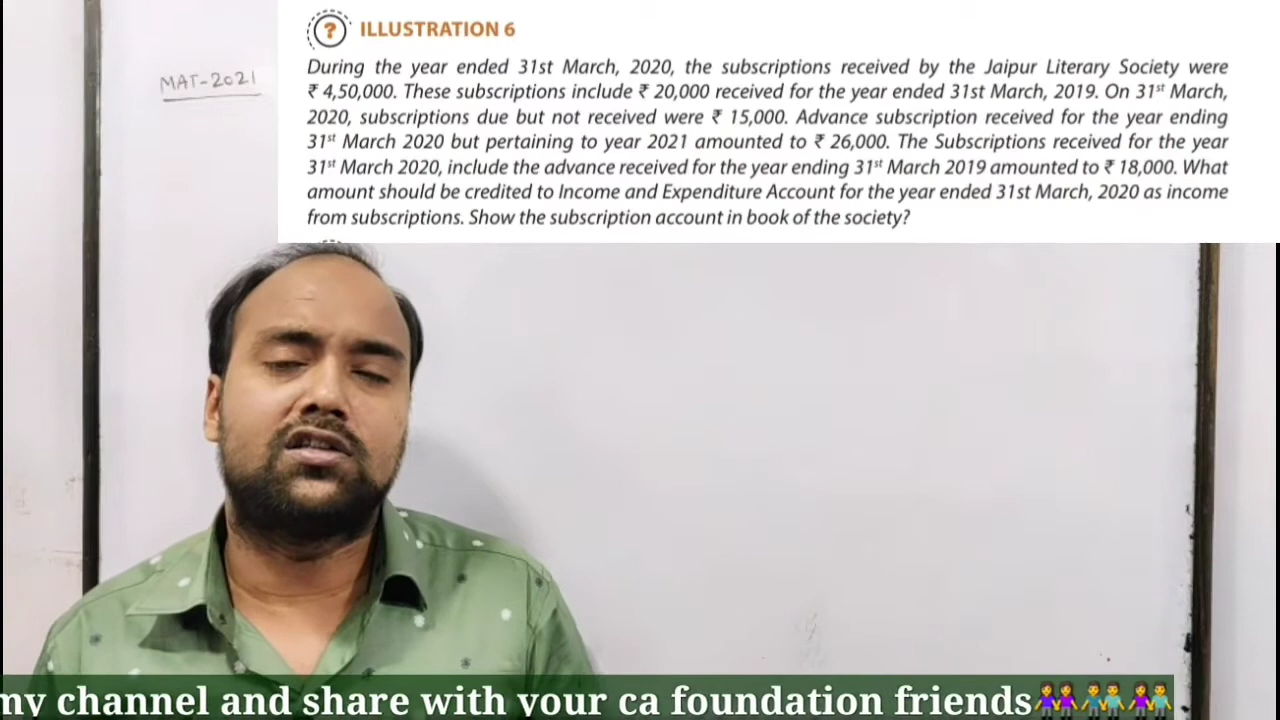 ? ILLUSTRATION 6
During the year ended 31st March, 2020, the subscriptions received by the Jaipur Literary Society were
₹ 4,50,000. These subscriptions include ₹ 20,000 received for the year ended 31st March, 2019. On 31st March,
2020, subscriptions due but not received were ₹ 15,000. Advance subscription received for the year ending
31st March 2020 but pertaining to year 2021 amounted to ₹ 26,000. The Subscriptions received for the year
31st March 2020, include the advance received for the year ending 31st March 2019 amounted to ₹ 18,000. What
amount should be credited to Income and Expenditure Account for the year ended 31st March, 2020 as income
from subscriptions. Show the subscription account in book of the society?
MAT-2021
my channel and share with your ca foundation friends👭👬👭